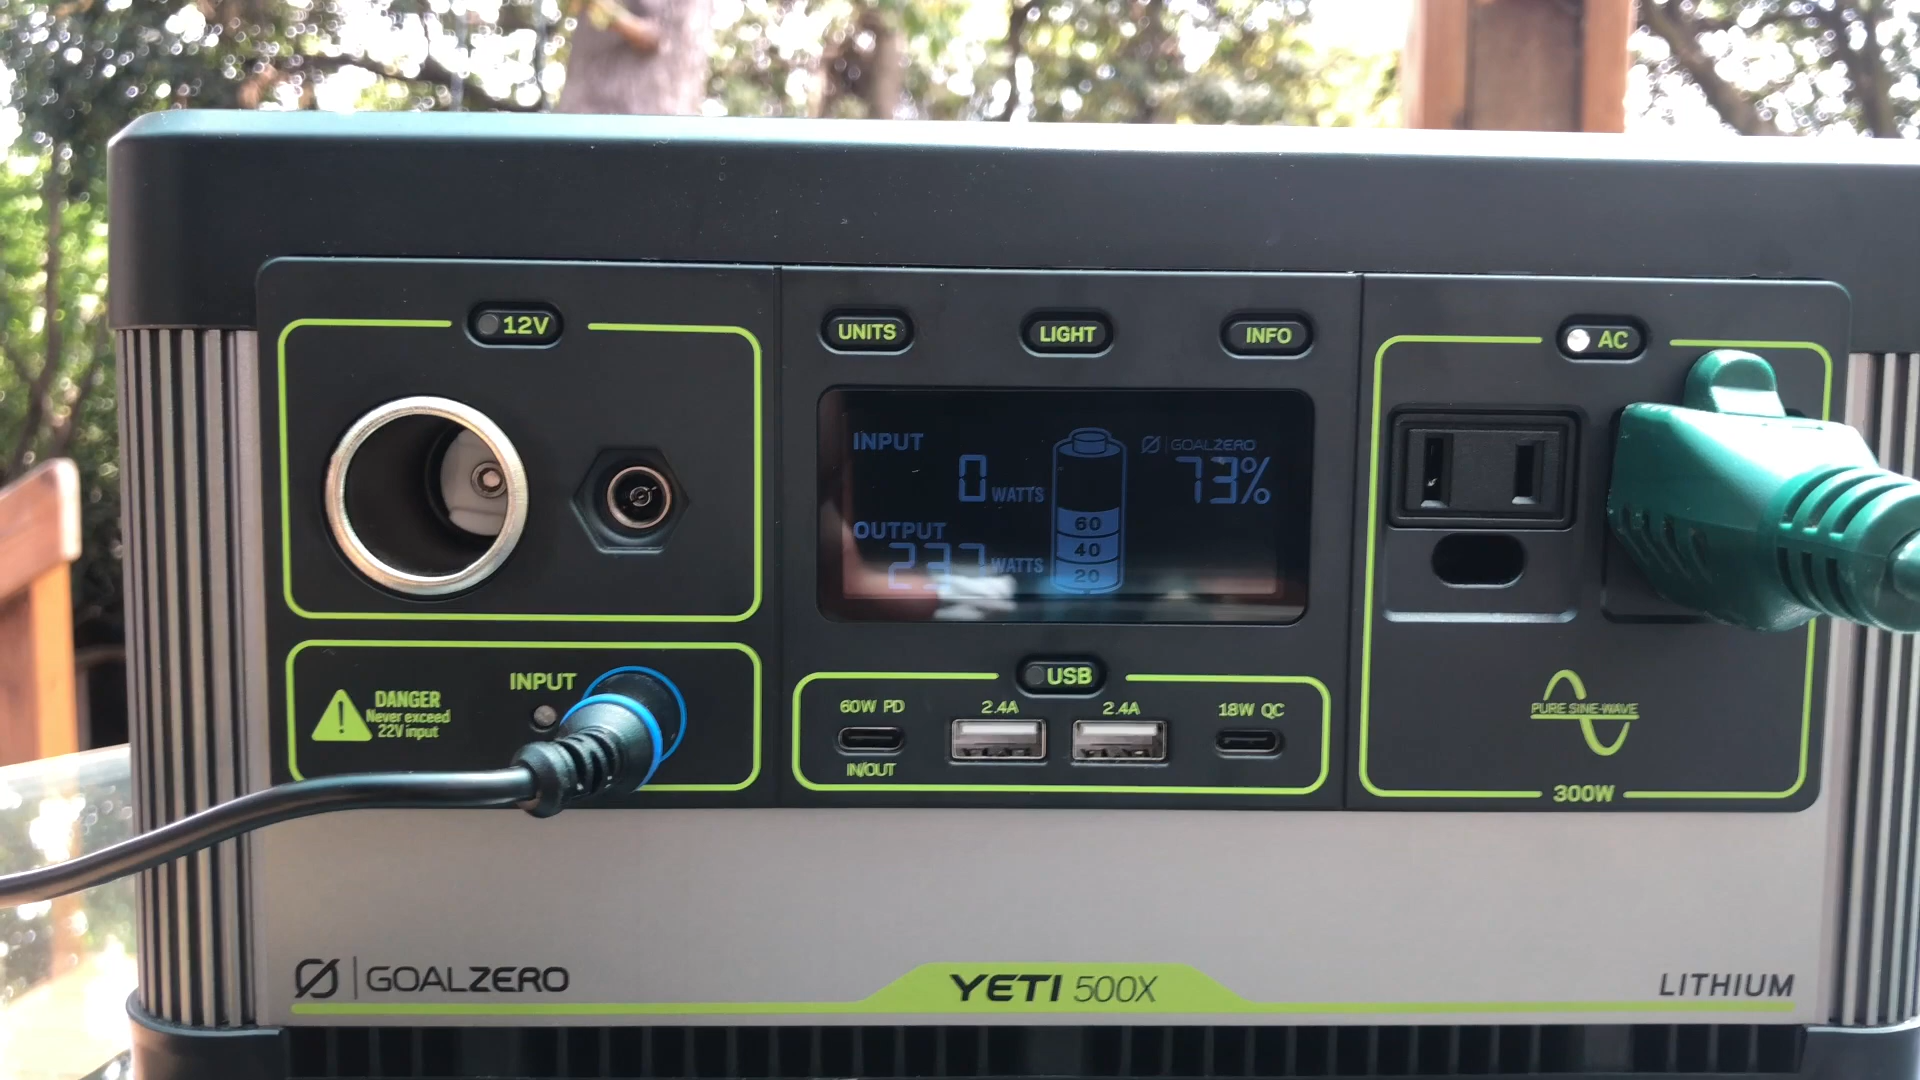 12V
UNITS
LIGHT
INFO
AC
INPUT
0 WATTS
GOALZERO
73%
OUTPUT
237 WATTS
60
40
20
DANGER
Never exceed
22V input
INPUT
USB
60W PD
2.4A
2.4A
18W QC
IN/OUT
PURE SINE-WAVE
300W
GOALZERO
YETI 500X
LITHIUM